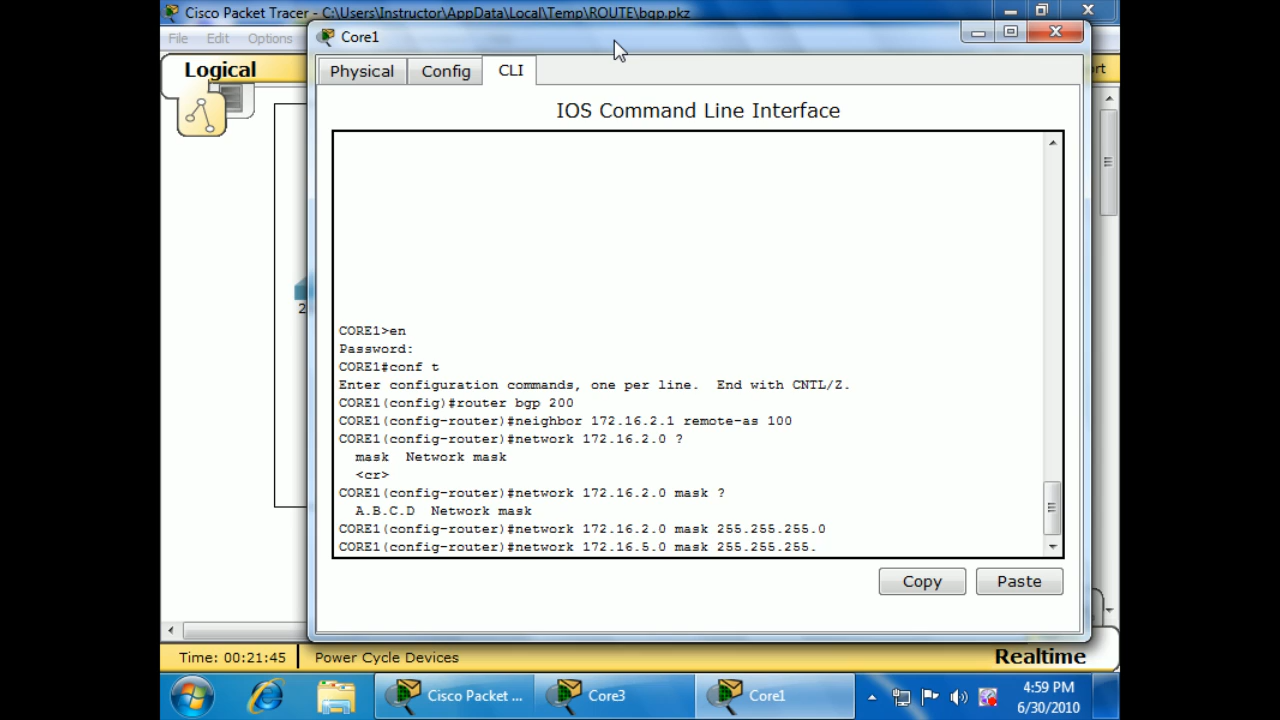 Cisco Packet Tracer - C:\Users\Instructor\AppData\Local\Temp\ROUTE\bgp.pkz
File Edit Options
Core1
Logical
Physical Config CLI
IOS Command Line Interface
CORE1>en
Password:
CORE1#conf t
Enter configuration commands, one per line.  End with CNTL/Z.
CORE1(config)#router bgp 200
CORE1(config-router)#neighbor 172.16.2.1 remote-as 100
CORE1(config-router)#network 172.16.2.0 ?
mask  Network mask
<cr>
CORE1(config-router)#network 172.16.2.0 mask ?
A.B.C.D  Network mask
CORE1(config-router)#network 172.16.2.0 mask 255.255.255.0
CORE1(config-router)#network 172.16.5.0 mask 255.255.255.
Copy Paste
Time: 00:21:45 Power Cycle Devices Realtime
Cisco Packet ... Core3 Core1
4:59 PM
6/30/2010